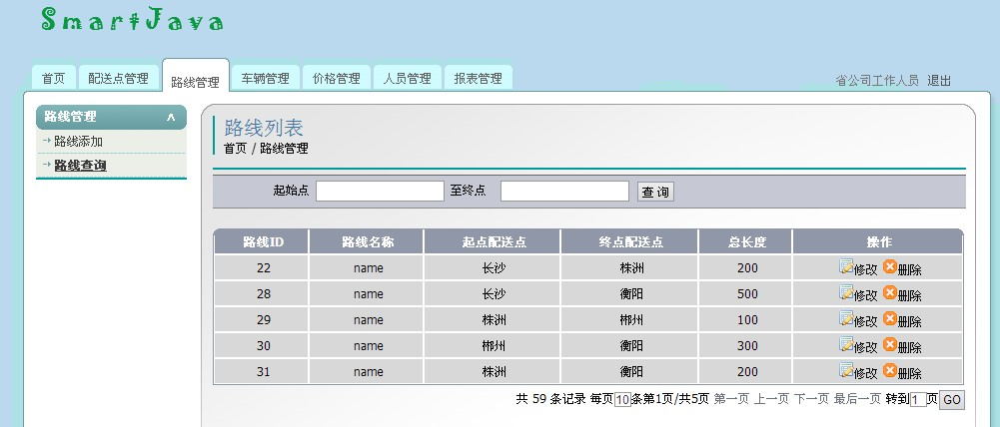 SmartJava
首页 配送点管理 路线管理 车辆管理 价格管理 人员管理 报表管理 省公司工作人员 退出
路线管理
路线添加
路线查询
路线列表
首页 / 路线管理
起始点 至终点 查 询
路线ID 路线名称 起点配送点 终点配送点 总长度 操作
22 name 长沙 株洲 200 修改 删除
28 name 长沙 衡阳 500 修改 删除
29 name 株洲 郴州 100 修改 删除
30 name 郴州 衡阳 300 修改 删除
31 name 株洲 衡阳 200 修改 删除
共 59 条记录 每页10条第1页/共5页 第一页 上一页 下一页 最后一页 转到1页 GO